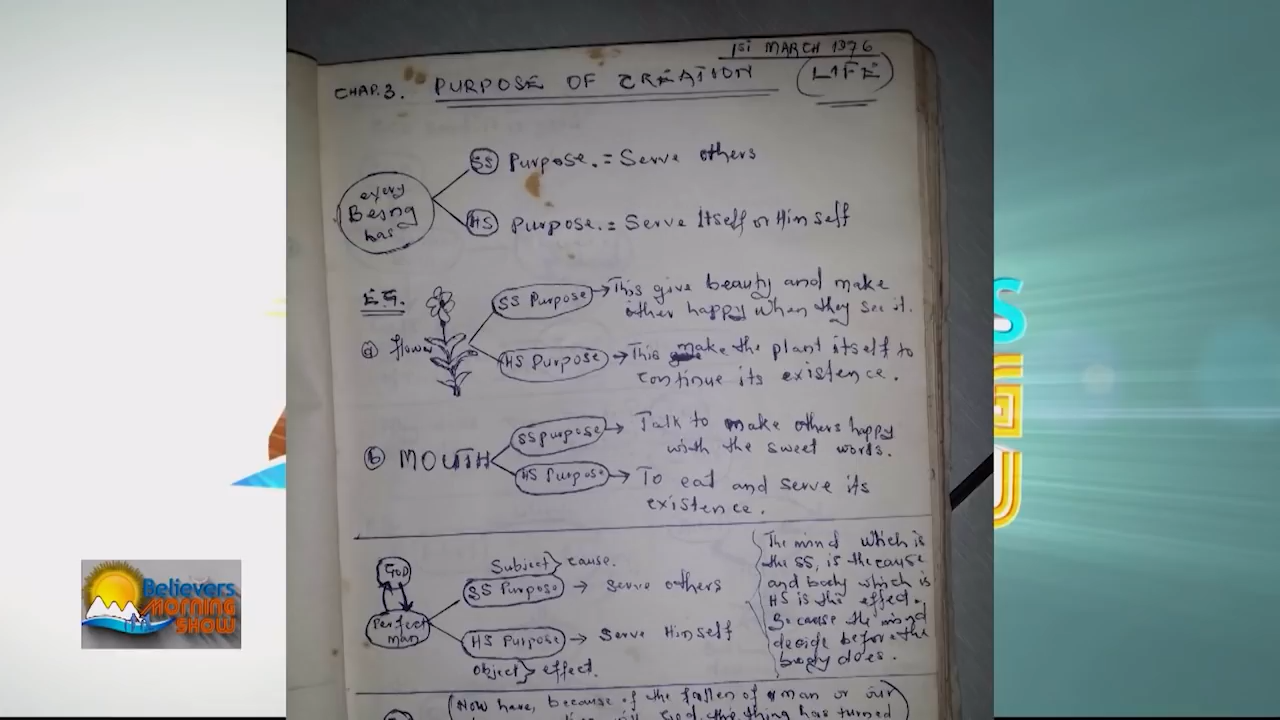 1st MARCH 1976
CHAP.3. PURPOSE OF CREATION LIFE
every
Being
has
SS Purpose. = Serve others
HS Purpose. = Serve Itself or Himself
E.G.
a) flower
SS Purpose → This give beauty and make
other happy when they see it.
HS Purpose → This make the plant itself to
continue its existence.
b) MOUTH
SS purpose → Talk to make others happy
with the sweet words.
HS Purpose → To eat and serve its
existence.
GOD
Perfect
man
Subject} cause.
SS Purpose → serve others
HS Purpose → Serve Himself
object} effect.
The mind which is
the SS, is the cause
and body which is
HS is the effect.
Because the mind
decide before the
body does.
(Now have, because of the fallen of man or our
God, the thing has turned
Believers
MORNING
SHOW
S
U